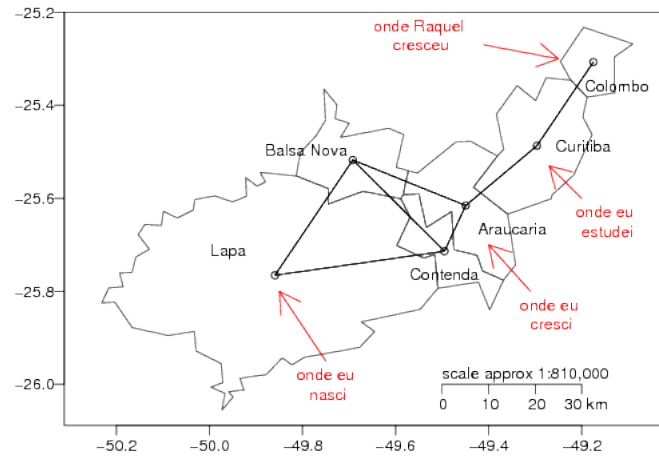 −25.2
−25.4
−25.6
−25.8
−26.0
onde Raquel
cresceu
Colombo
Balsa Nova
Curitiba
onde eu
estudei
Araucaria
Lapa
Contenda
onde eu
cresci
onde eu
nasci
scale approx 1:810,000
0 10 20 30 km
−50.2 −50.0 −49.8 −49.6 −49.4 −49.2